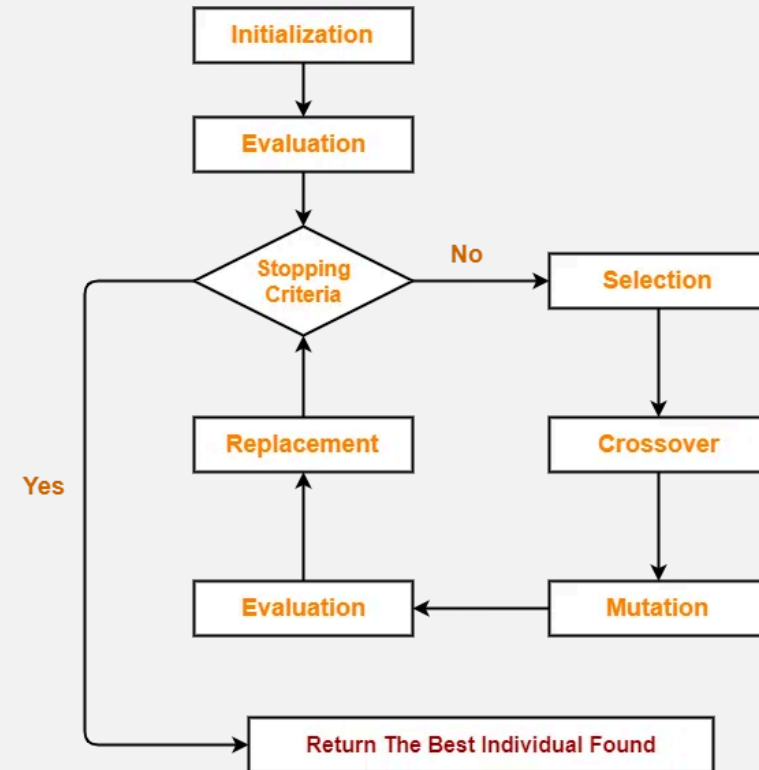 Initialization
Evaluation
Stopping
Criteria
No
Selection
Replacement
Crossover
Yes
Evaluation
Mutation
Return The Best Individual Found